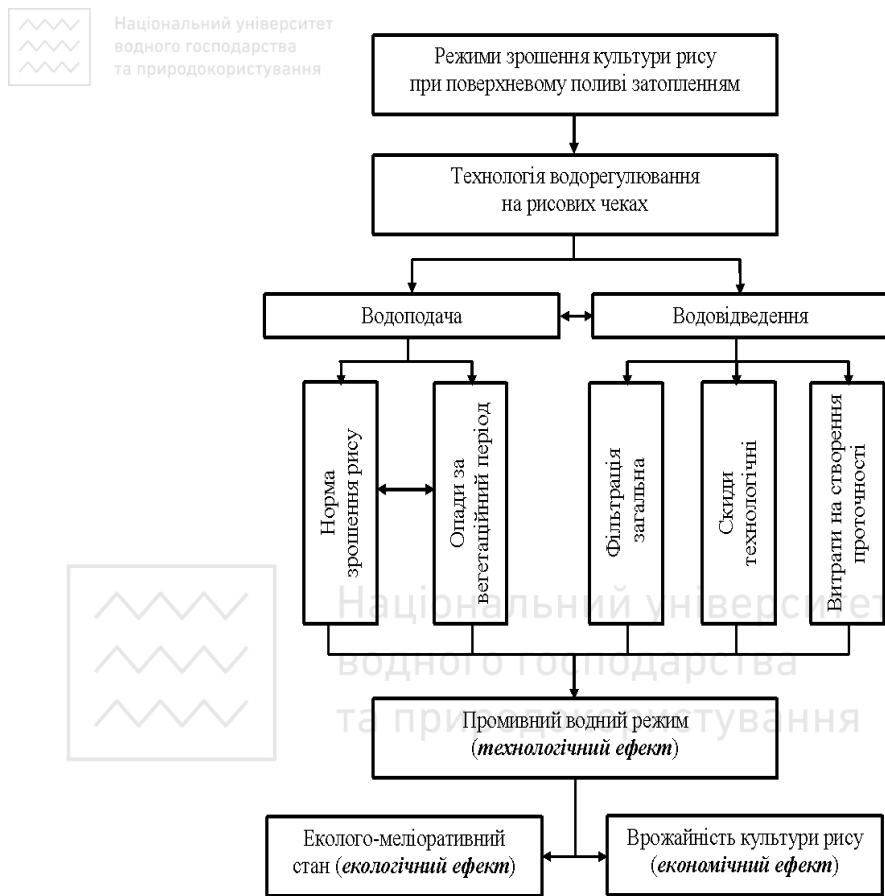 Національний університет
водного господарства
та природокористування
Режими зрошення культури рису
при поверхневому поливі затопленням
Технологія водорегулювання
на рисових чеках
Водоподача
Водовідведення
Норма
зрошення рису
Опади за
вегетаційний період
Фільтрація
загальна
Скиди
технологічні
Витрати на створення
проточності
Національний університет
водного господарства
та природокористування
Промивний водний режим
(технологічний ефект)
Еколого-меліоративний
стан (екологічний ефект)
Врожайність культури рису
(економічний ефект)